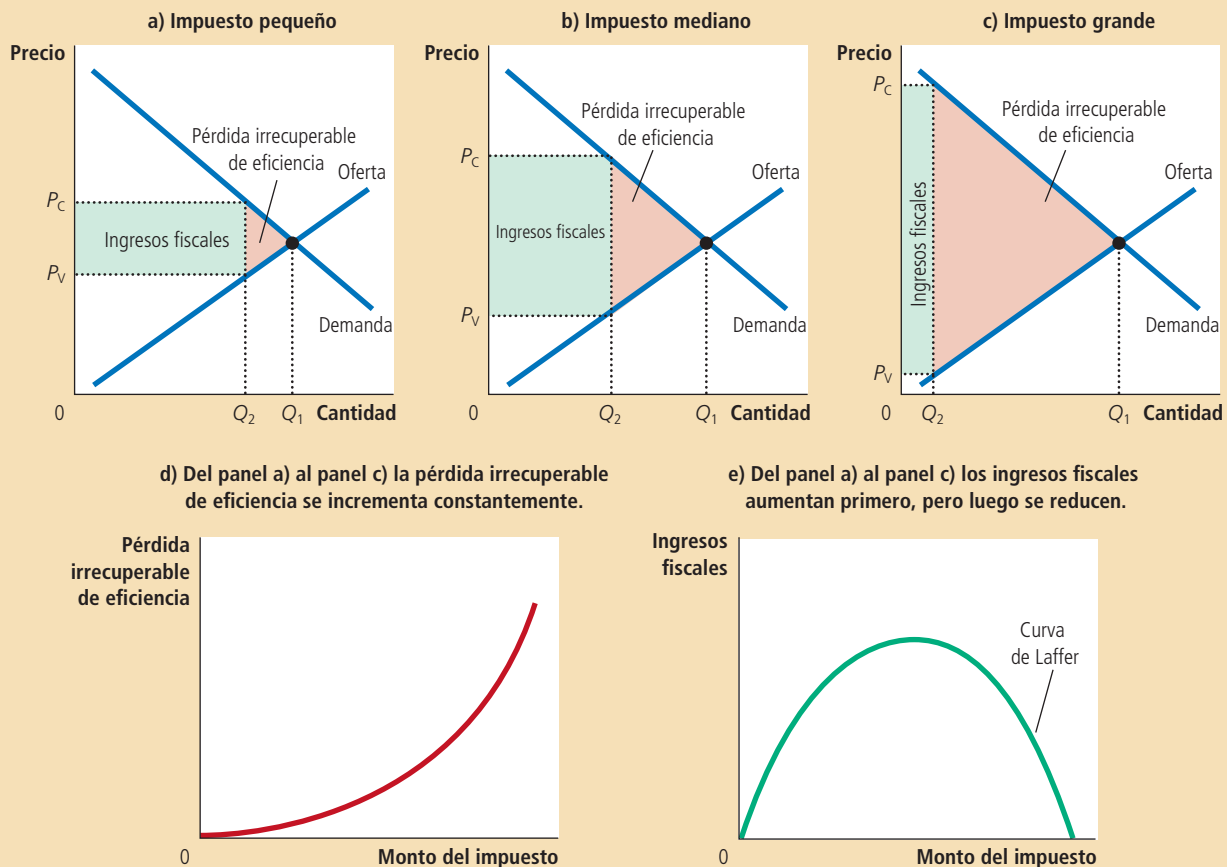 a) Impuesto pequeño
Precio
Pérdida irrecuperable
de eficiencia
Oferta
PC
Ingresos fiscales
PV
Demanda
0
Q2
Q1
Cantidad
b) Impuesto mediano
Precio
Pérdida irrecuperable
de eficiencia
PC
Oferta
Ingresos fiscales
PV
Demanda
0
Q2
Q1
Cantidad
c) Impuesto grande
Precio
PC
Pérdida irrecuperable
de eficiencia
Oferta
Ingresos fiscales
Demanda
PV
0
Q2
Q1
Cantidad
d) Del panel a) al panel c) la pérdida irrecuperable
de eficiencia se incrementa constantemente.
Pérdida
irrecuperable
de eficiencia
0
Monto del impuesto
e) Del panel a) al panel c) los ingresos fiscales
aumentan primero, pero luego se reducen.
Ingresos
fiscales
Curva
de Laffer
0
Monto del impuesto